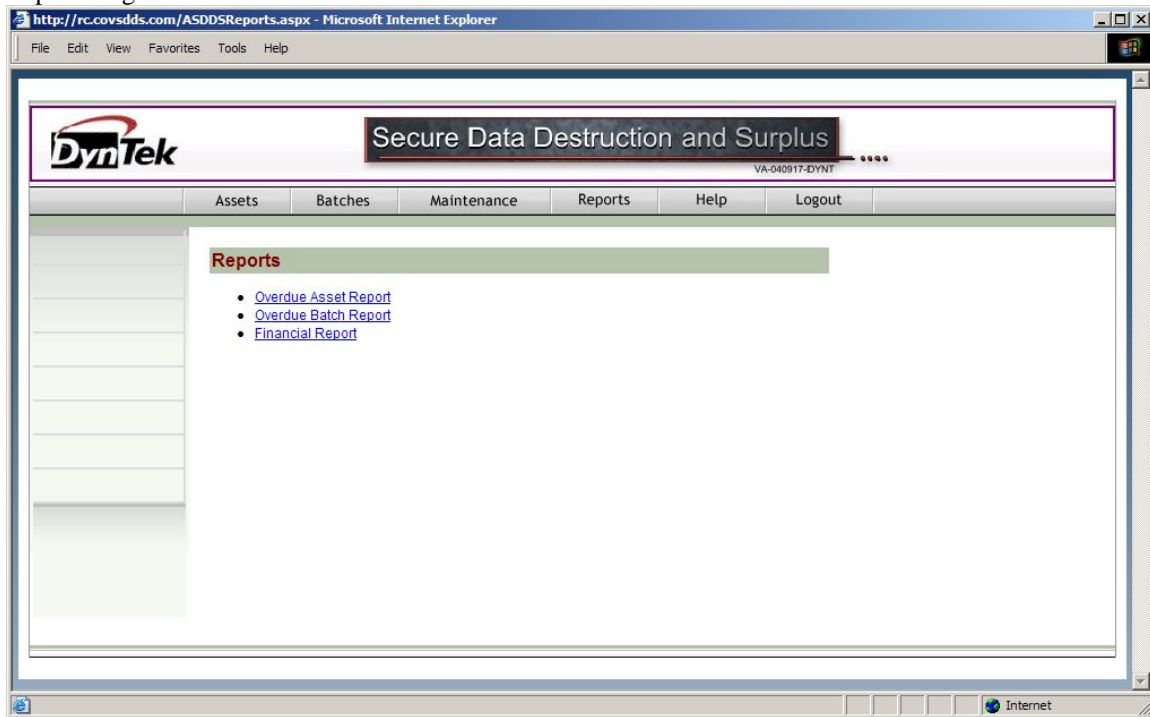 http://rc.covsdds.com/ASDDSReports.aspx - Microsoft Internet Explorer
File Edit View Favorites Tools Help
DynTek
Secure Data Destruction and Surplus
VA-040917-DYNT
Assets Batches Maintenance Reports Help Logout
Reports
• Overdue Asset Report
• Overdue Batch Report
• Financial Report
Internet